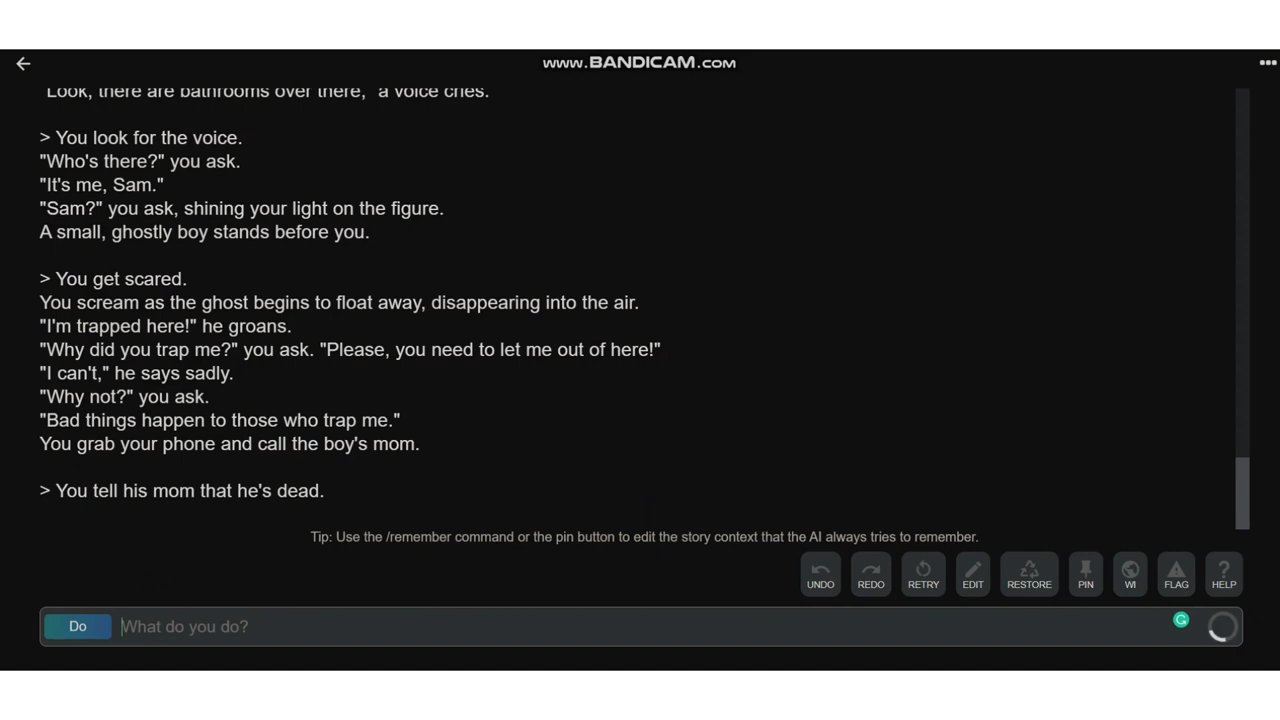 www.BANDICAM.com
"Look, there are bathrooms over there," a voice cries.
> You look for the voice.
"Who's there?" you ask.
"It's me, Sam."
"Sam?" you ask, shining your light on the figure.
A small, ghostly boy stands before you.
> You get scared.
You scream as the ghost begins to float away, disappearing into the air.
"I'm trapped here!" he groans.
"Why did you trap me?" you ask. "Please, you need to let me out of here!"
"I can't," he says sadly.
"Why not?" you ask.
"Bad things happen to those who trap me."
You grab your phone and call the boy's mom.
> You tell his mom that he's dead.
Tip: Use the /remember command or the pin button to edit the story context that the AI always tries to remember.
UNDO REDO RETRY EDIT RESTORE PIN WI FLAG HELP
Do What do you do?